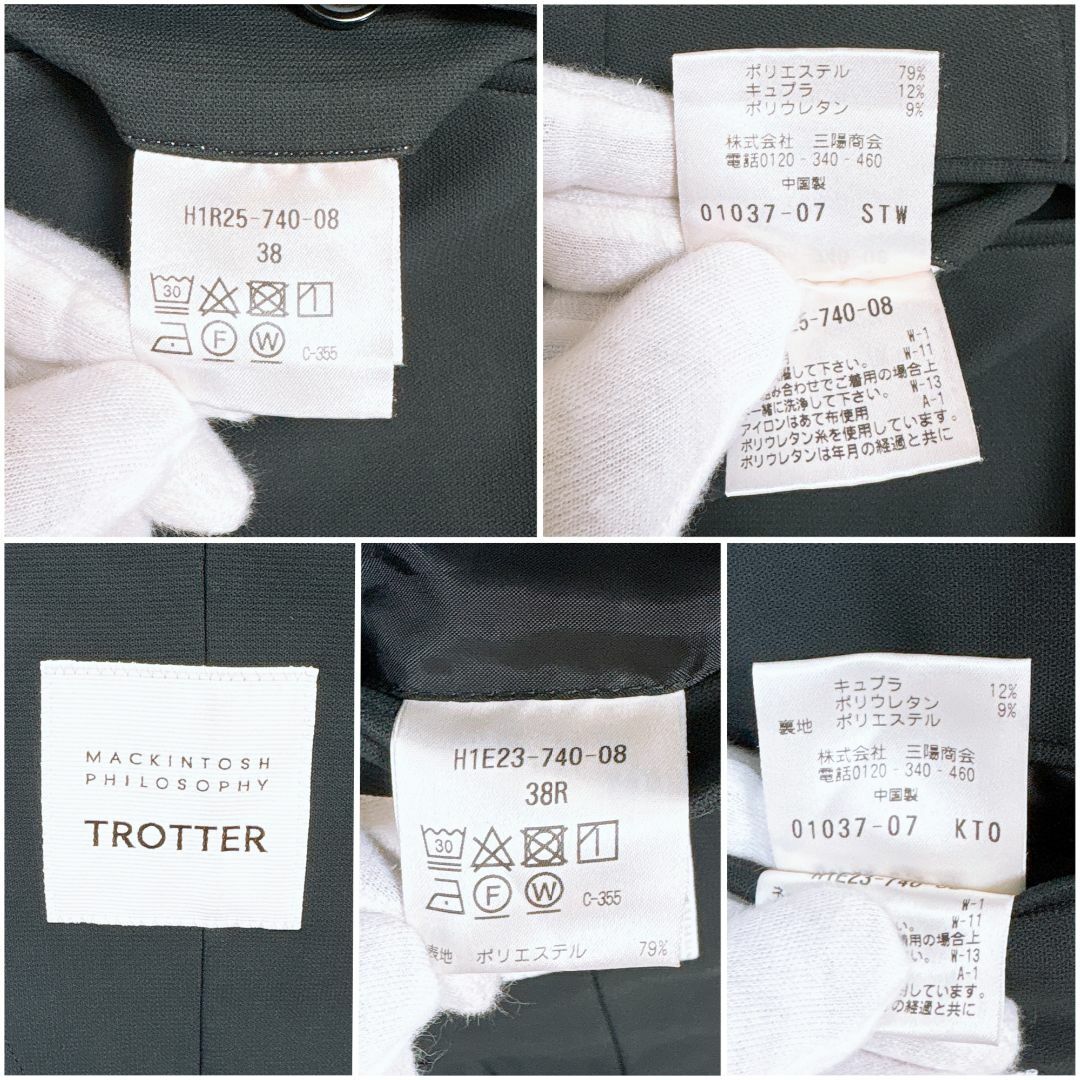 H1R25-740-08
38
30
F W C-355
ポリエステル 79%
キュプラ 12%
ポリウレタン 9%
株式会社 三陽商会
電話0120-340-460
中国製
01037-07 STW
5-740-08
W-1
して下さい。 W-11
み合わせでご着用の場合上
一緒に洗浄して下さい。 W-13
アイロンはあて布使用 A-1
ポリウレタン糸を使用しています。
ポリウレタンは年月の経過と共に
MACKINTOSH
PHILOSOPHY
TROTTER
H1E23-740-08
38R
30
F W C-355
表地 ポリエステル 79%
キュプラ 12%
ポリウレタン 9%
裏地 ポリエステル
株式会社 三陽商会
電話0120-340-460
中国製
01037-07 KTO
H1E23-740-0
ネ W-1
い。 W-11
用の場合上
い。 W-13
A-1
用しています。
の経過と共に